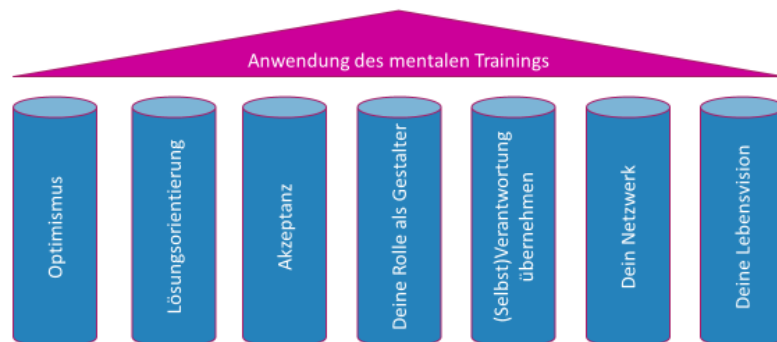 Anwendung des mentalen Trainings
Optimismus
Lösungsorientierung
Akzeptanz
Deine Rolle als Gestalter
(Selbst)Verantwortung
übernehmen
Dein Netzwerk
Deine Lebensvision